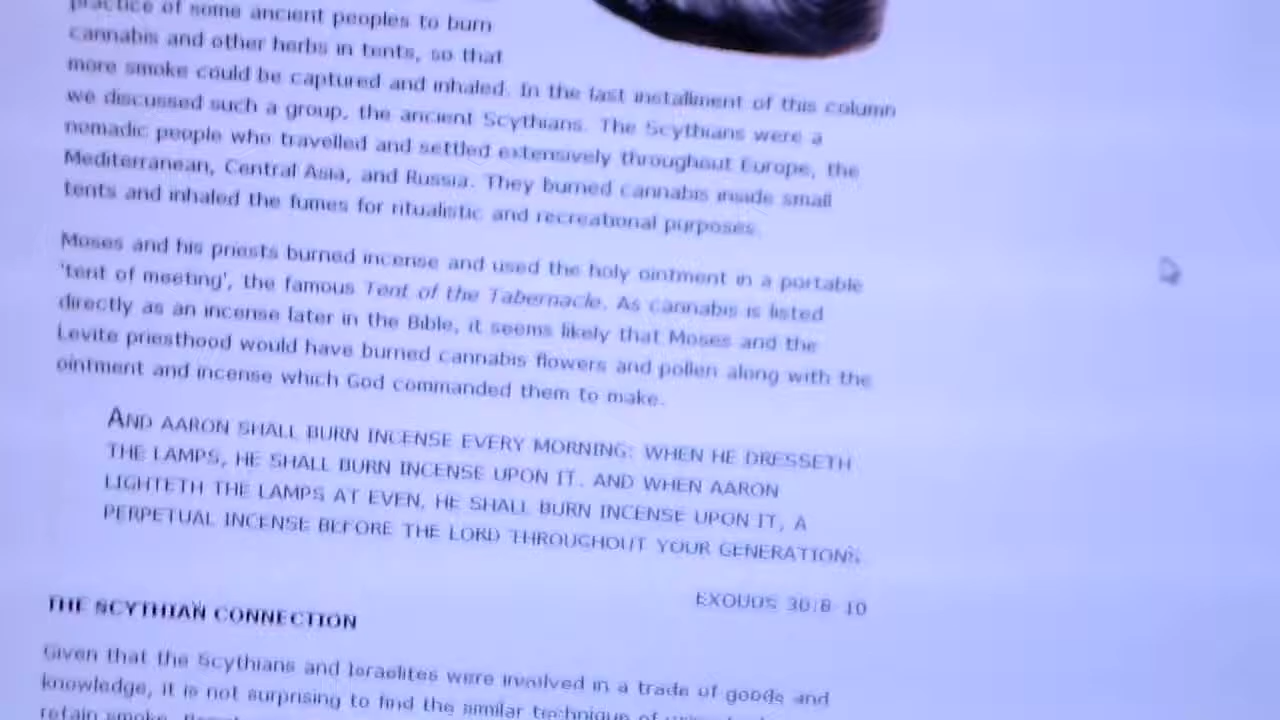 practice of some ancient peoples to burn
cannabis and other herbs in tents, so that
more smoke could be captured and inhaled. In the last installment of this column
we discussed such a group, the ancient Scythians. The Scythians were a
nomadic people who travelled and settled extensively throughout Europe, the
Mediterranean, Central Asia, and Russia. They burned cannabis inside small
tents and inhaled the fumes for ritualistic and recreational purposes.
Moses and his priests burned incense and used the holy ointment in a portable
'tent of meeting', the famous Tent of the Tabernacle. As cannabis is listed
directly as an incense later in the Bible, it seems likely that Moses and the
Levite priesthood would have burned cannabis flowers and pollen along with the
ointment and incense which God commanded them to make.
AND AARON SHALL BURN INCENSE EVERY MORNING: WHEN HE DRESSETH
THE LAMPS, HE SHALL BURN INCENSE UPON IT. AND WHEN AARON
LIGHTETH THE LAMPS AT EVEN, HE SHALL BURN INCENSE UPON IT, A
PERPETUAL INCENSE BEFORE THE LORD THROUGHOUT YOUR GENERATIONS.
EXODUS 30:8-10
THE SCYTHIAN CONNECTION
Given that the Scythians and Israelites were involved in a trade of goods and
knowledge, it is not surprising to find the similar technique of
retain smoke.